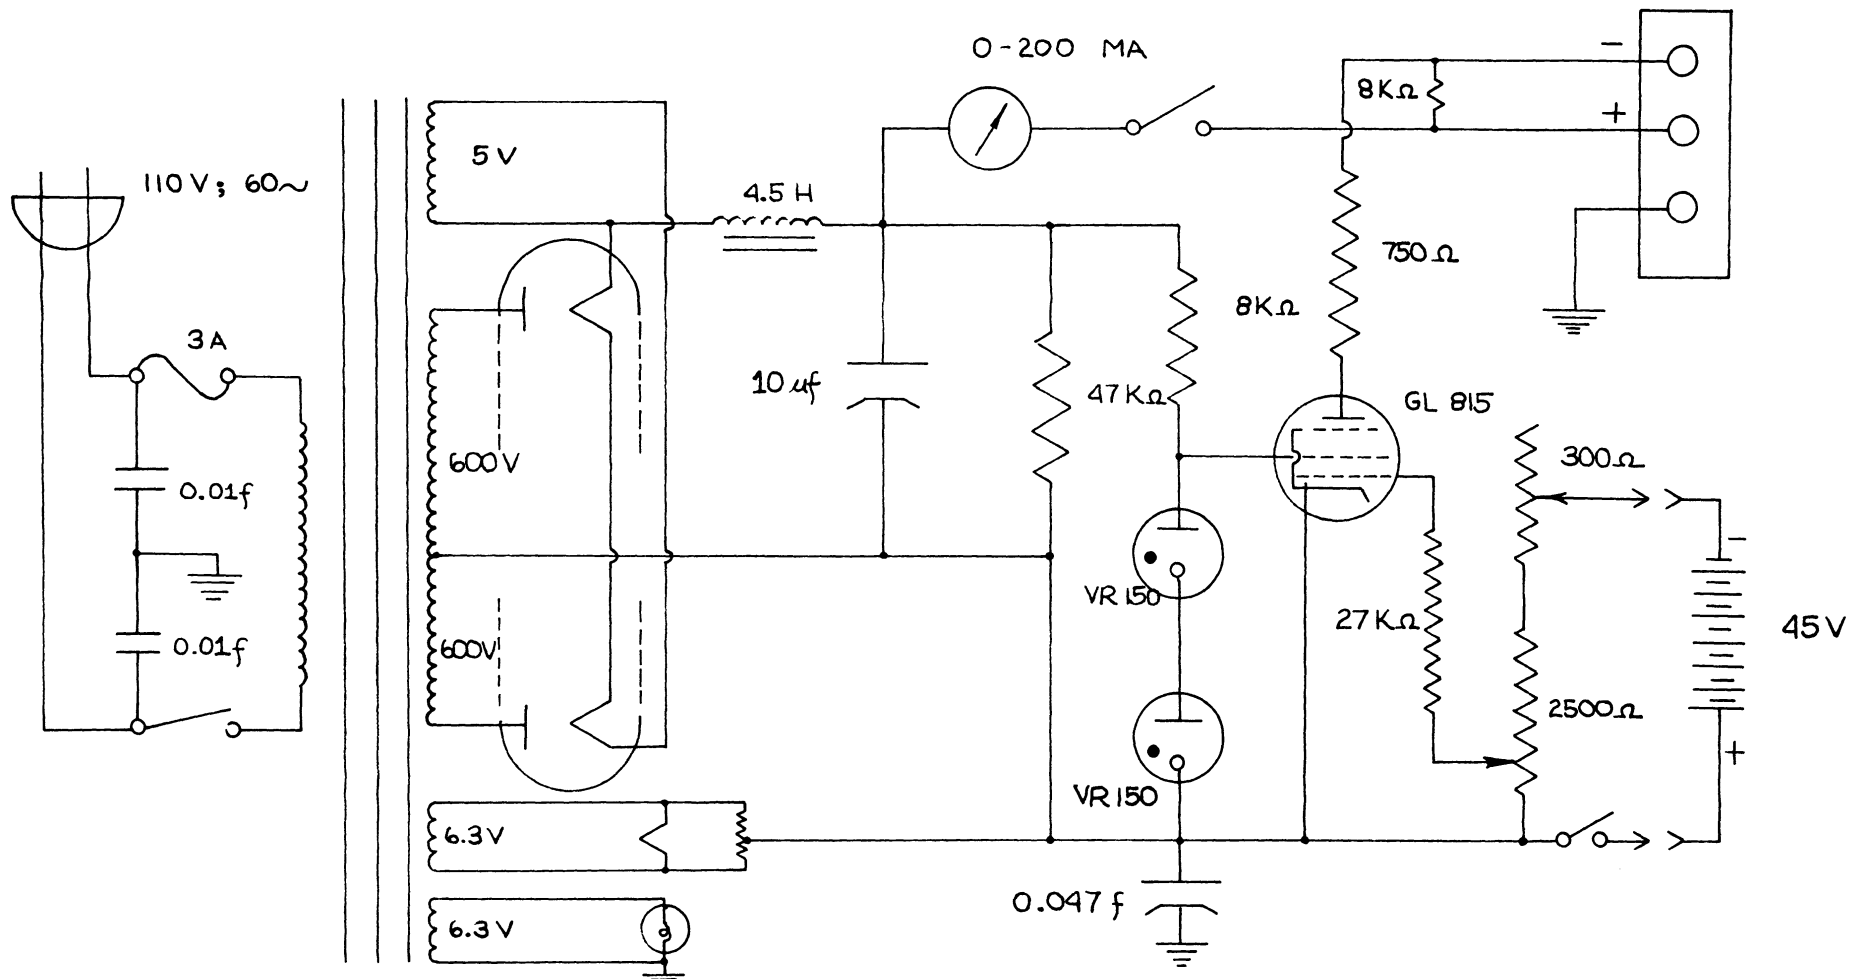 0-200 MA
−
8KΩ
+
5V
110V; 60~
4.5 H
750Ω
8KΩ
3A
10 uf
47KΩ
GL 815
600V
300Ω
0.01f
VR 150
27KΩ
45V
0.01f
600V
2500Ω
−
+
VR 150
6.3V
0.047 f
6.3V